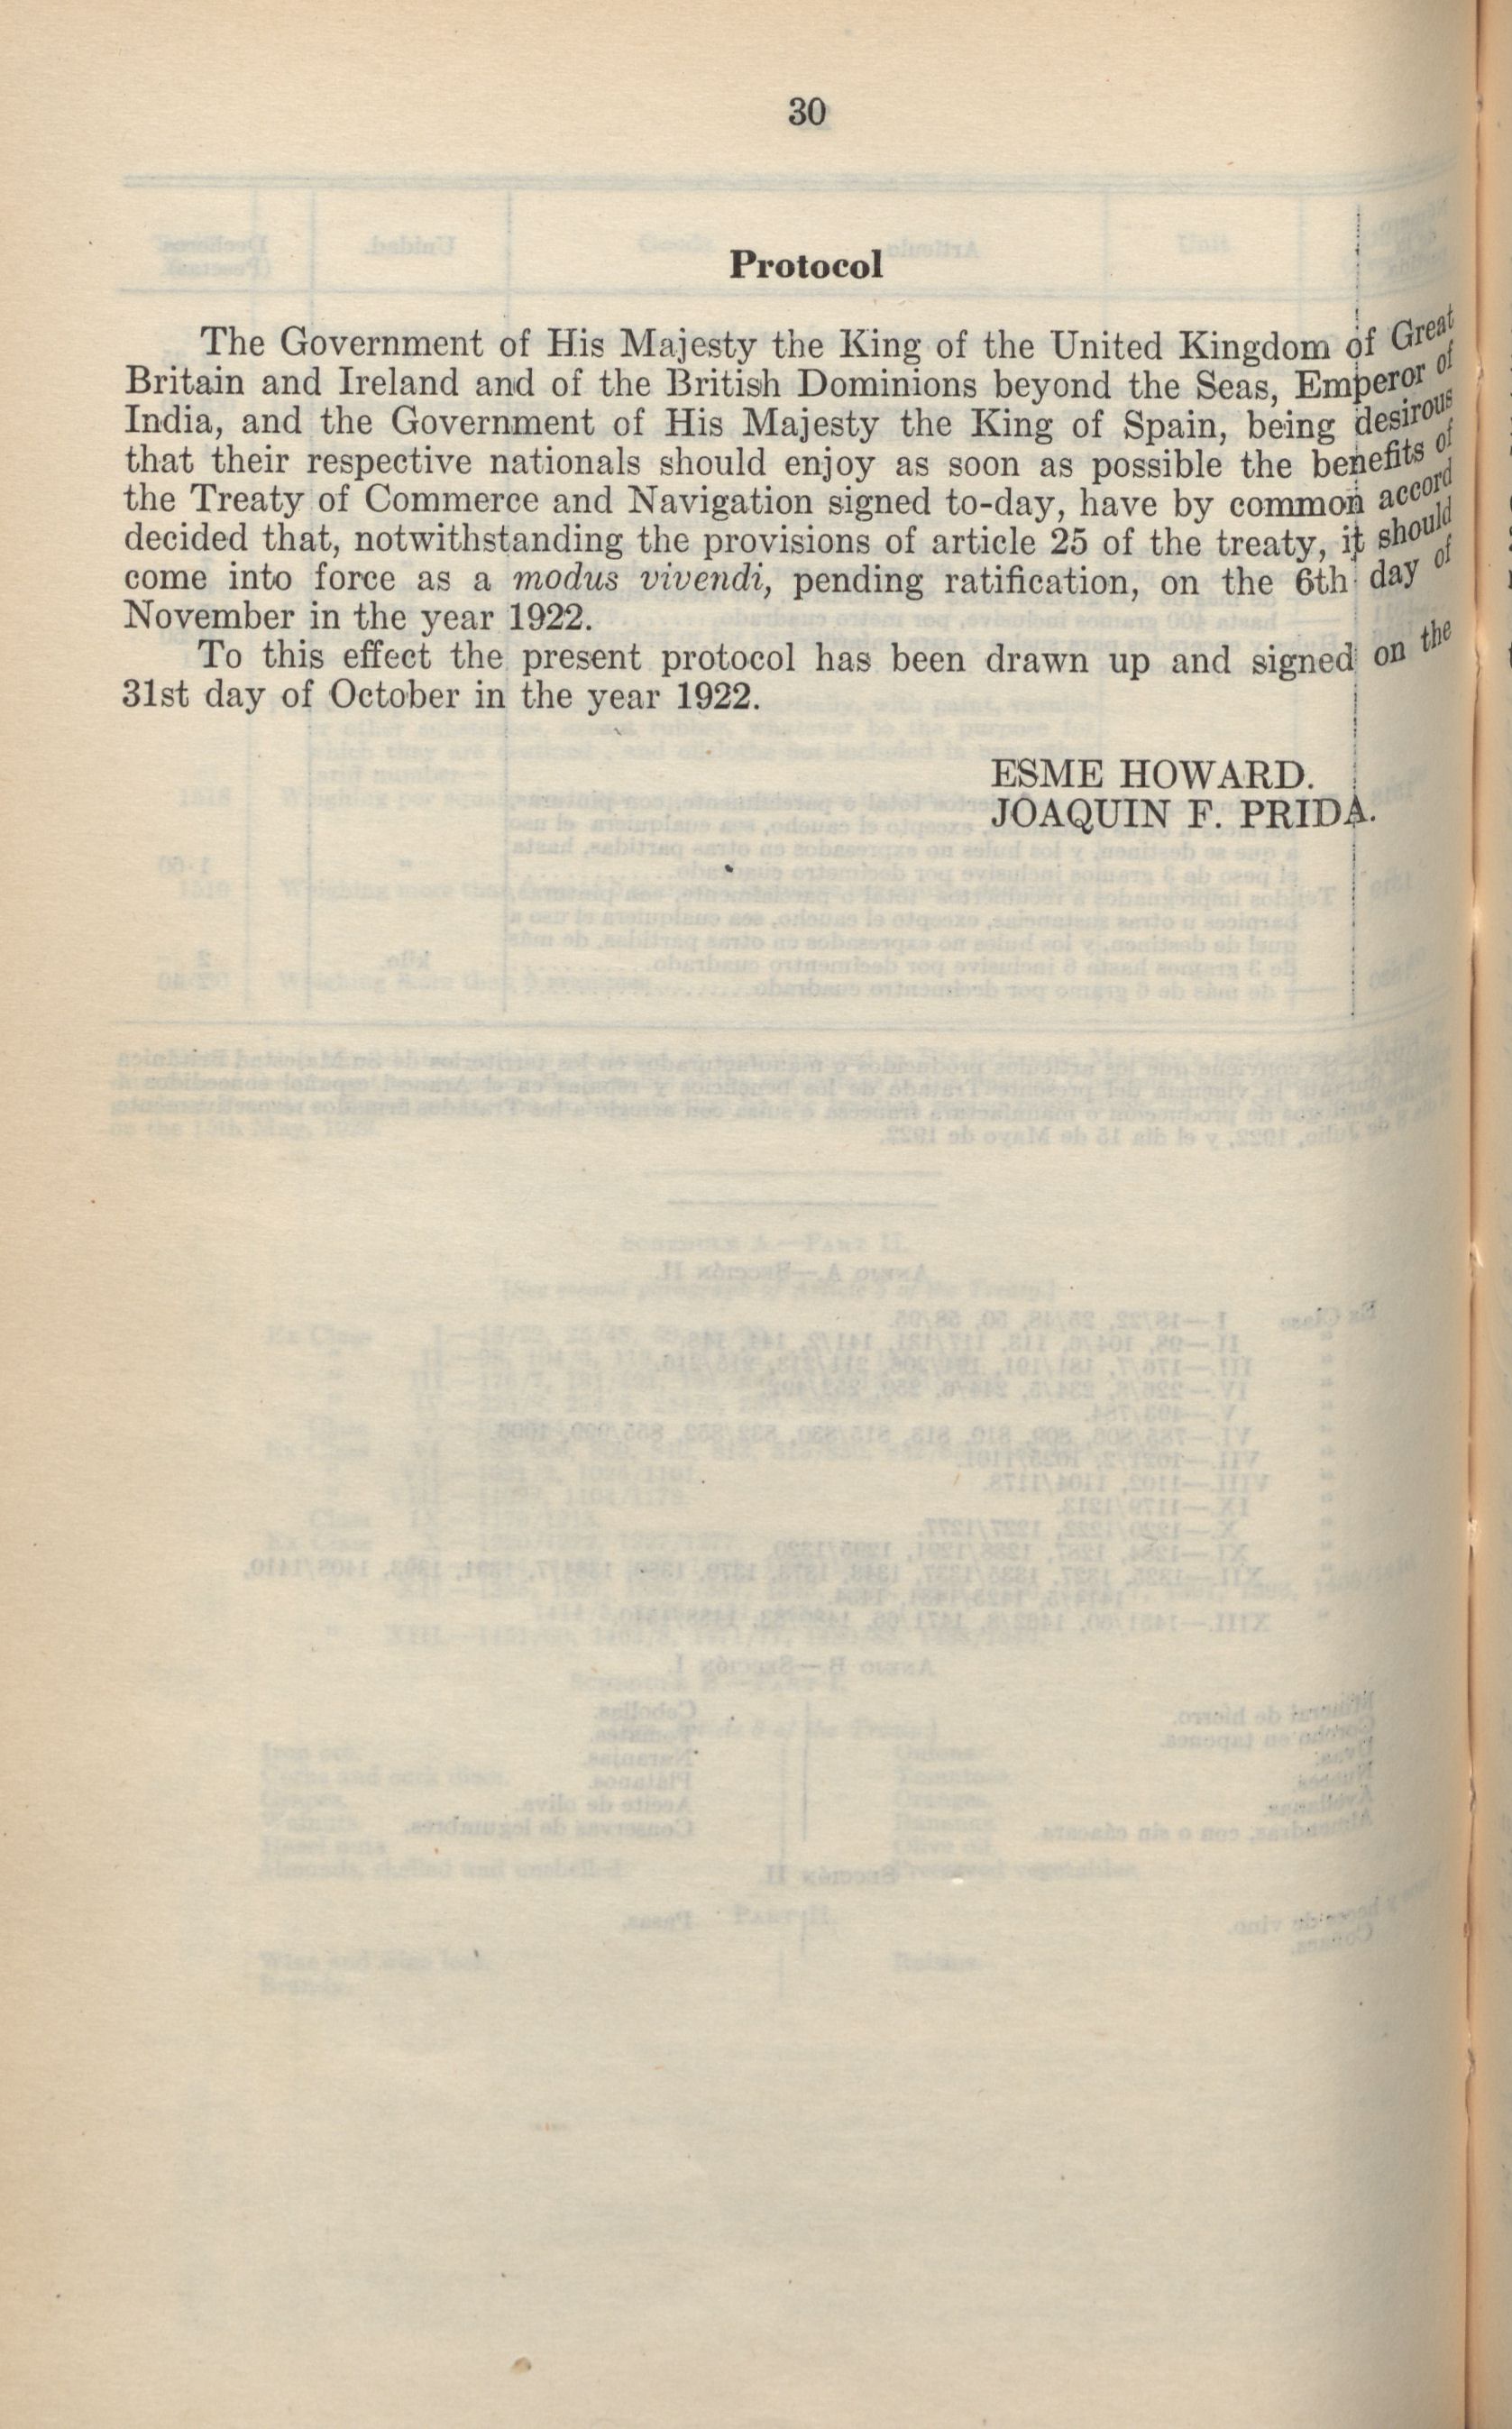 30
Protocol
The Government of His Majesty the King of the United Kingdom of Great
Britain and Ireland and of the British Dominions beyond the Seas, Emperor of
India, and the Government of His Majesty the King of Spain, being desirous
that their respective nationals should enjoy as soon as possible the benefits of
the Treaty of Commerce and Navigation signed to-day, have by common accord
decided that, notwithstanding the provisions of article 25 of the treaty, it should
come into force as a modus vivendi, pending ratification, on the 6th day of
November in the year 1922.
To this effect the present protocol has been drawn up and signed on the
31st day of October in the year 1922.
ESME HOWARD.
JOAQUIN F. PRIDA.